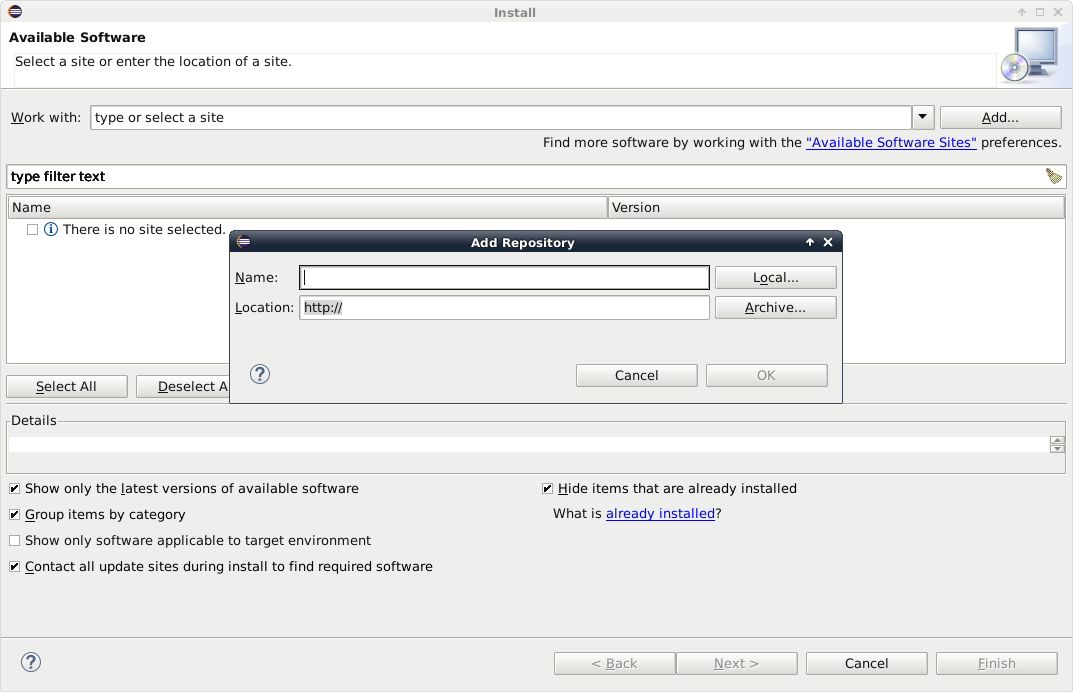 Install
Available Software
Select a site or enter the location of a site.
Work with: type or select a site Add...
Find more software by working with the "Available Software Sites" preferences.
type filter text
Name Version
There is no site selected.
Add Repository
Name: Local...
Location: http:// Archive...
Cancel OK
Select All Deselect A
Details
Show only the latest versions of available software
Hide items that are already installed
Group items by category
What is already installed?
Show only software applicable to target environment
Contact all update sites during install to find required software
< Back Next > Cancel Finish